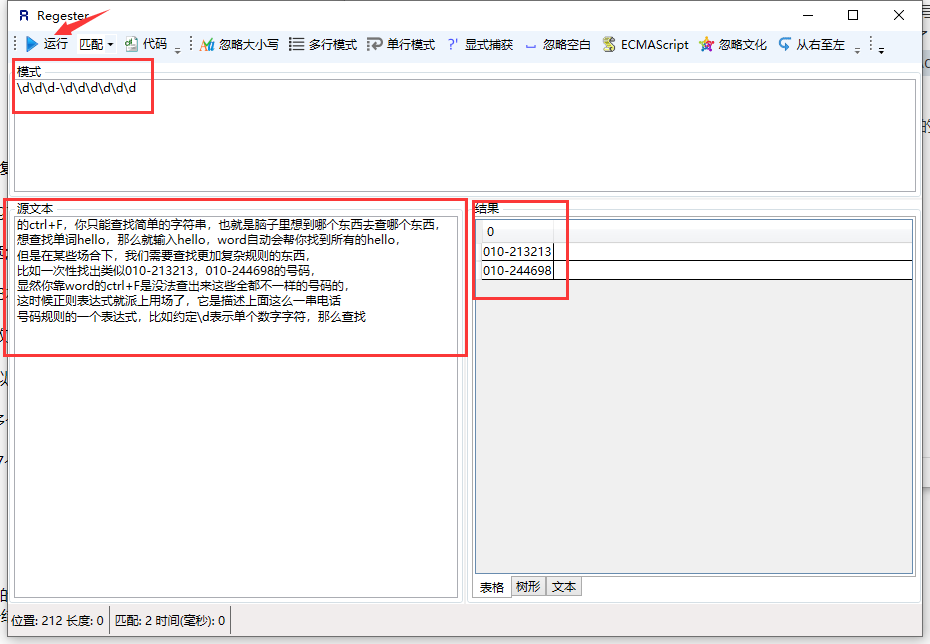 Regester
运行 匹配 代码 忽略大小写 多行模式 单行模式 ?' 显式捕获 忽略空白 ECMAScript 忽略文化 从右至左
模式
\d\d\d-\d\d\d\d\d\d
源文本
的ctrl+F，你只能查找简单的字符串，也就是脑子里想到哪个东西去查哪个东西，
想查找单词hello，那么就输入hello，word自动会帮你找到所有的hello，
但是在某些场合下，我们需要查找更加复杂规则的东西，
比如一次性找出类似010-213213，010-244698的号码，
显然你靠word的ctrl+F是没法查出来这些全都不一样的号码的，
这时候正则表达式就派上用场了，它是描述上面这么一串电话
号码规则的一个表达式，比如约定\d表示单个数字字符，那么查找
结果
0
010-213213
010-244698
表格 树形 文本
位置: 212 长度: 0 匹配: 2 时间(毫秒): 0